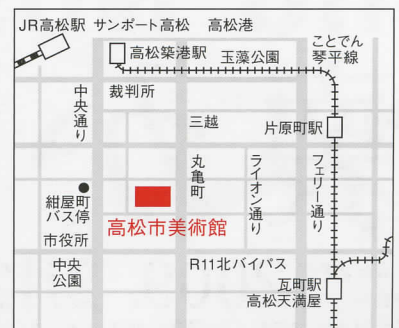 JR高松駅 サンポート高松 高松港
高松築港駅
玉藻公園
ことでん
琴平線
中央通り
裁判所
三越
片原町駅
丸亀町
ライオン通り
フェリー通り
紺屋町
バス停
高松市美術館
市役所
中央
公園
R11北バイパス
瓦町駅
高松天満屋